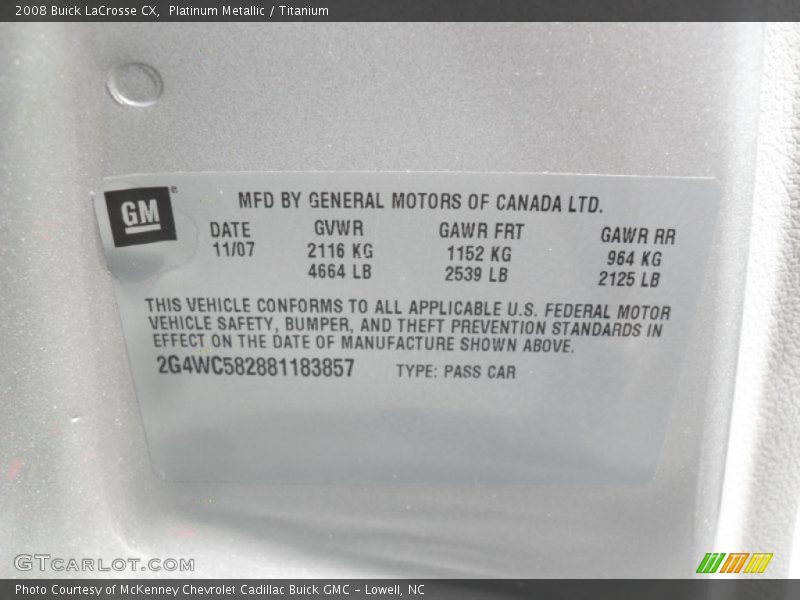 2008 Buick LaCrosse CX,  Platinum Metallic / Titanium
GM®
MFD BY GENERAL MOTORS OF CANADA LTD.
DATE GVWR GAWR FRT GAWR RR
11/07 2116 KG 1152 KG 964 KG
4664 LB 2539 LB 2125 LB
THIS VEHICLE CONFORMS TO ALL APPLICABLE U.S. FEDERAL MOTOR
VEHICLE SAFETY, BUMPER, AND THEFT PREVENTION STANDARDS IN
EFFECT ON THE DATE OF MANUFACTURE SHOWN ABOVE.
2G4WC582881183857 TYPE: PASS CAR
GTCARLOT.COM
Photo Courtesy of McKenney Chevrolet Cadillac Buick GMC - Lowell, NC